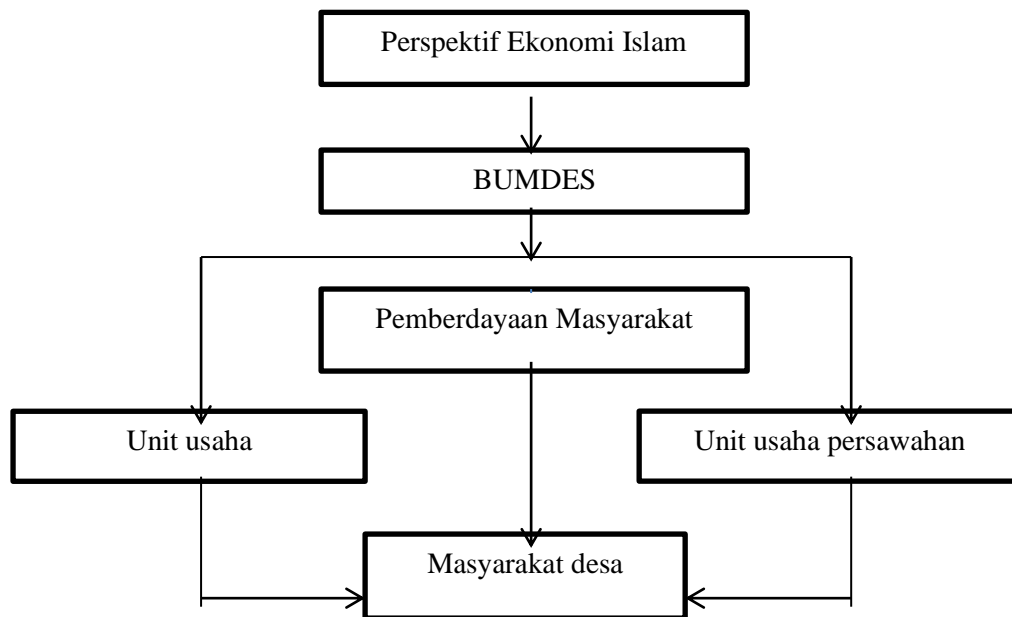 Perspektif Ekonomi Islam
BUMDES
Pemberdayaan Masyarakat
Unit usaha
Unit usaha persawahan
Masyarakat desa